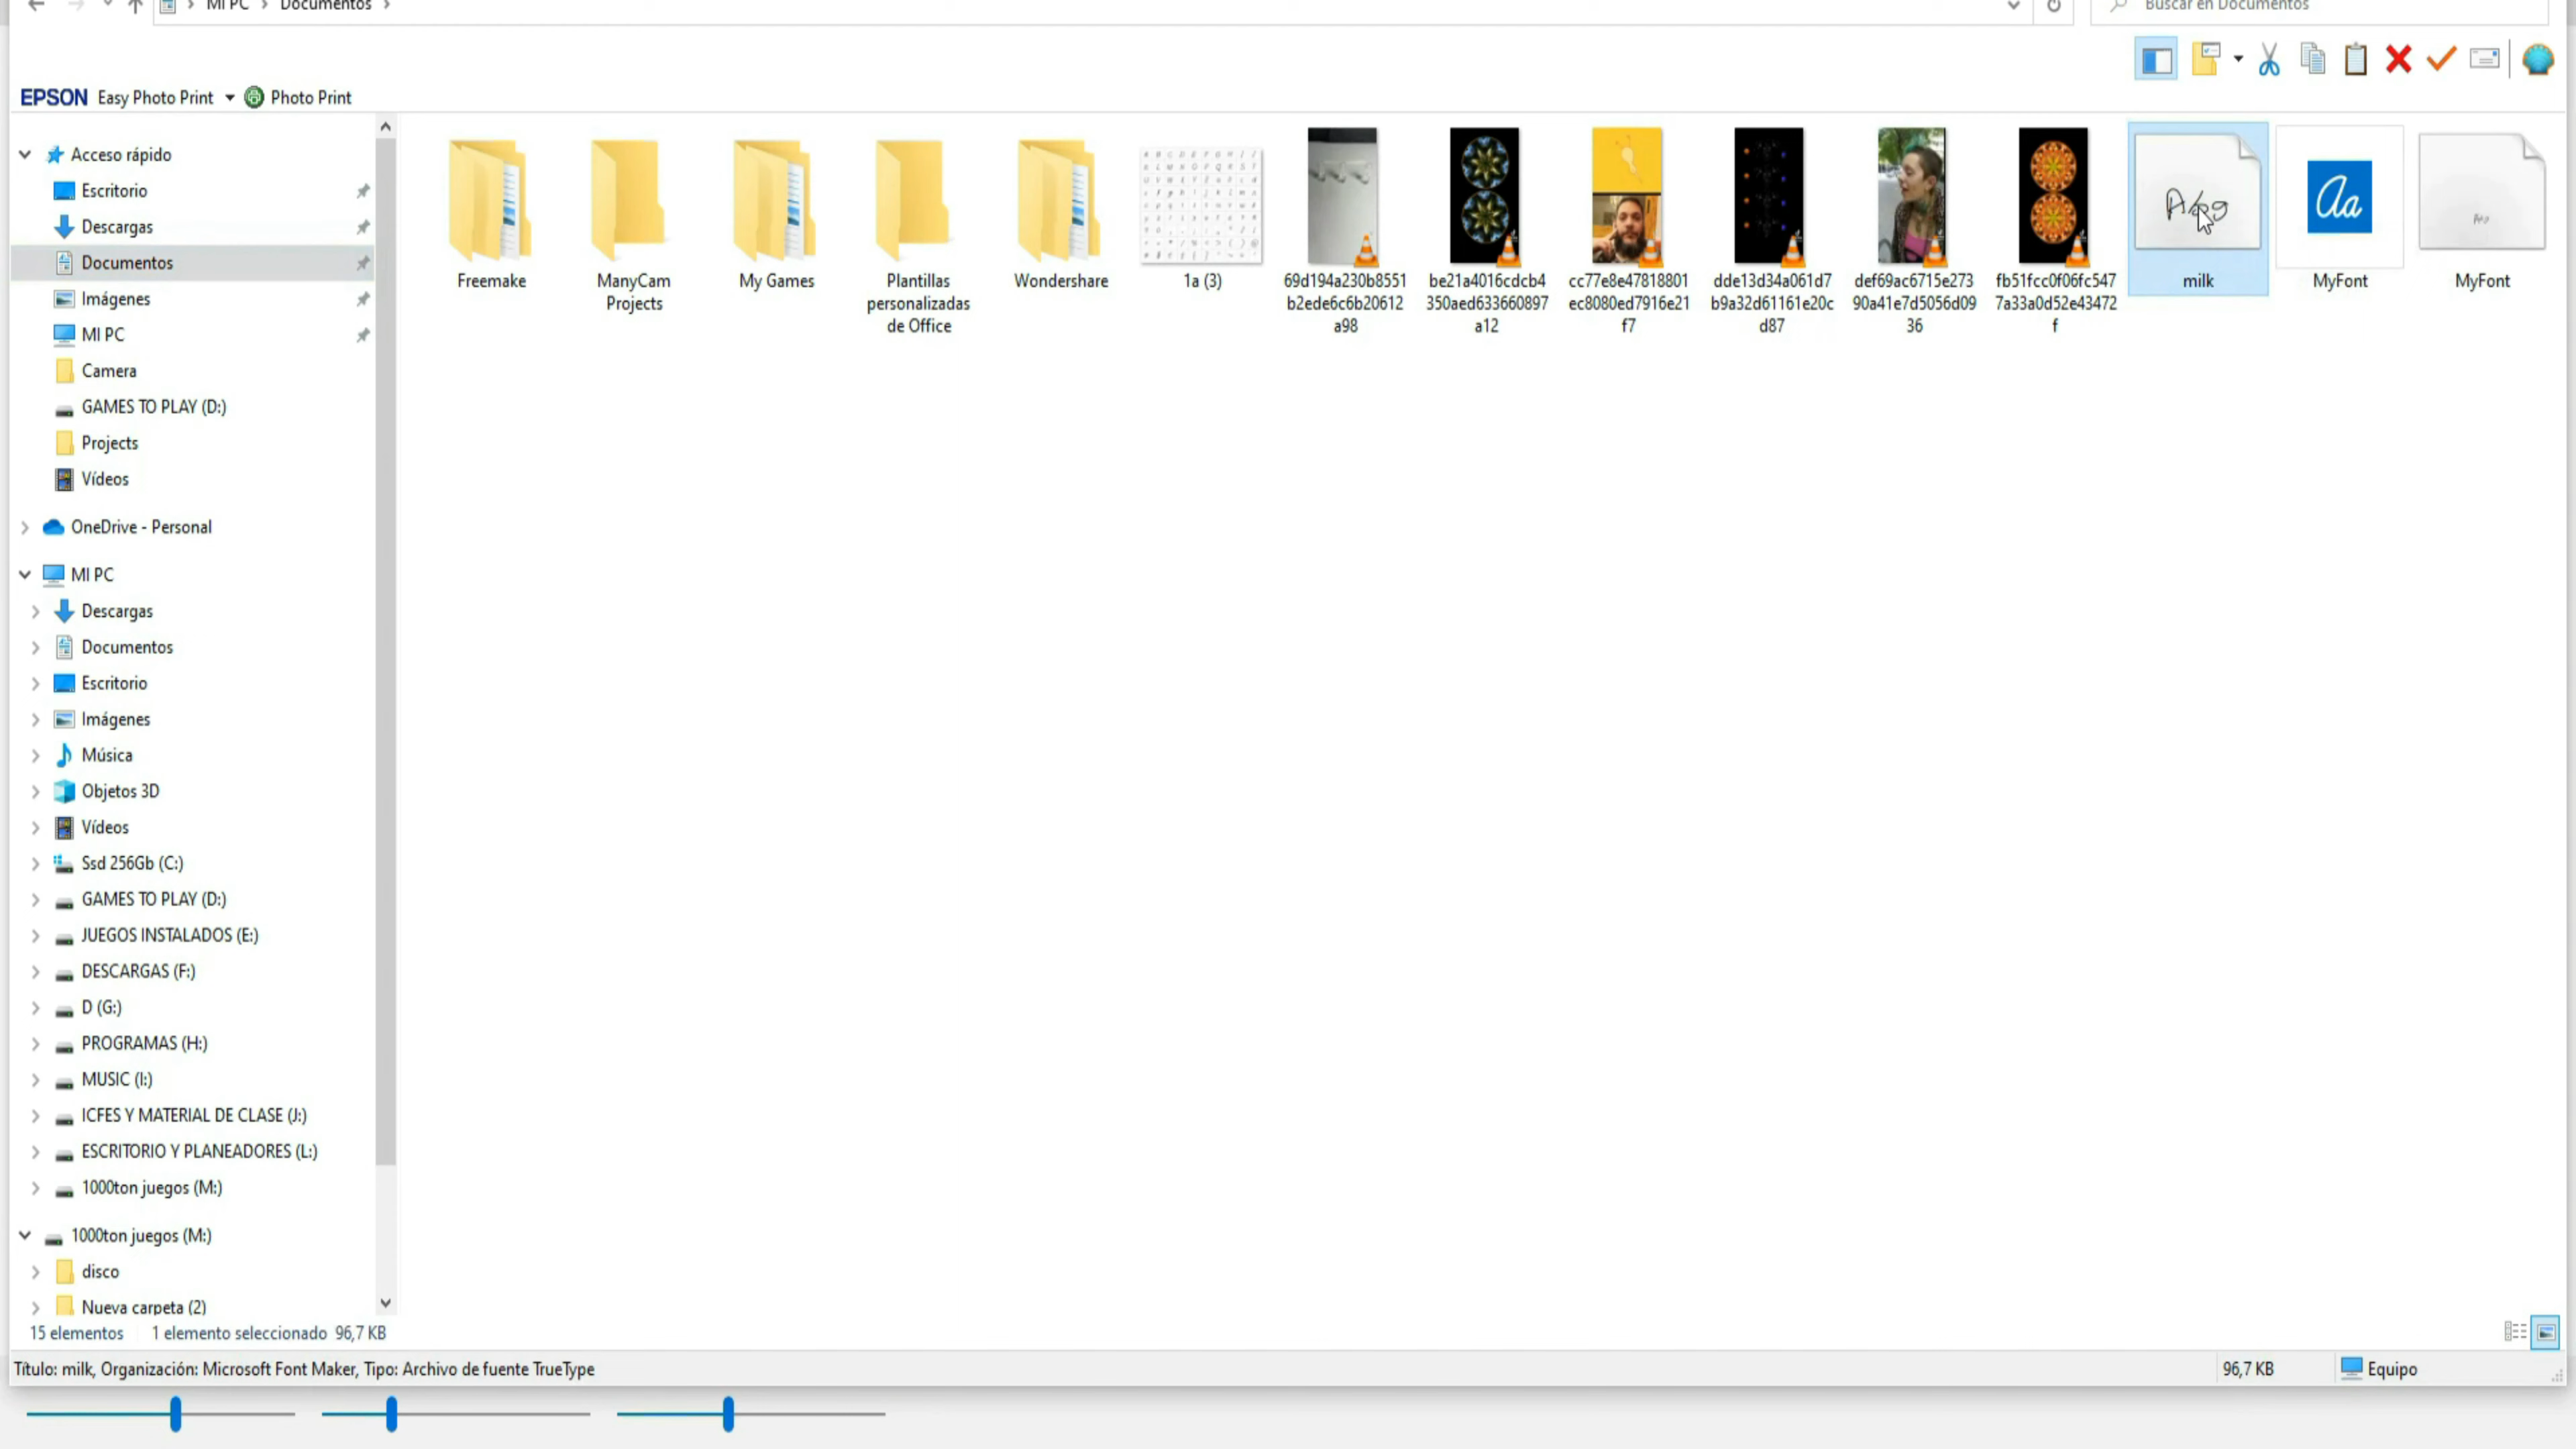 MI PC > Documentos >
Buscar en Documentos
EPSON Easy Photo Print Photo Print
Acceso rápido
Escritorio
Descargas
Documentos
Imágenes
MI PC
Camera
GAMES TO PLAY (D:)
Projects
Vídeos
OneDrive - Personal
MI PC
Descargas
Documentos
Escritorio
Imágenes
Música
Objetos 3D
Vídeos
Ssd 256Gb (C:)
GAMES TO PLAY (D:)
JUEGOS INSTALADOS (E:)
DESCARGAS (F:)
D (G:)
PROGRAMAS (H:)
MUSIC (I:)
ICFES Y MATERIAL DE CLASE (J:)
ESCRITORIO Y PLANEADORES (L:)
1000ton juegos (M:)
1000ton juegos (M:)
disco
Nueva carpeta (2)
Freemake
ManyCam
Projects
My Games
Plantillas
personalizadas
de Office
Wondershare
1a (3)
69d194a230b8551
b2ede6c6b20612
a98
be21a4016cdcb4
350aed633660897
a12
cc77e8e47818801
ec8080ed7916e21
f7
dde13d34a061d7
b9a32d61161e20c
d87
def69ac6715e273
90a41e7d5056d09
36
fb51fcc0f06fc547
7a33a0d52e43472
f
milk
Aa
MyFont
MyFont
15 elementos 1 elemento seleccionado 96,7 KB
Título: milk, Organización: Microsoft Font Maker, Tipo: Archivo de fuente TrueType
96,7 KB
Equipo